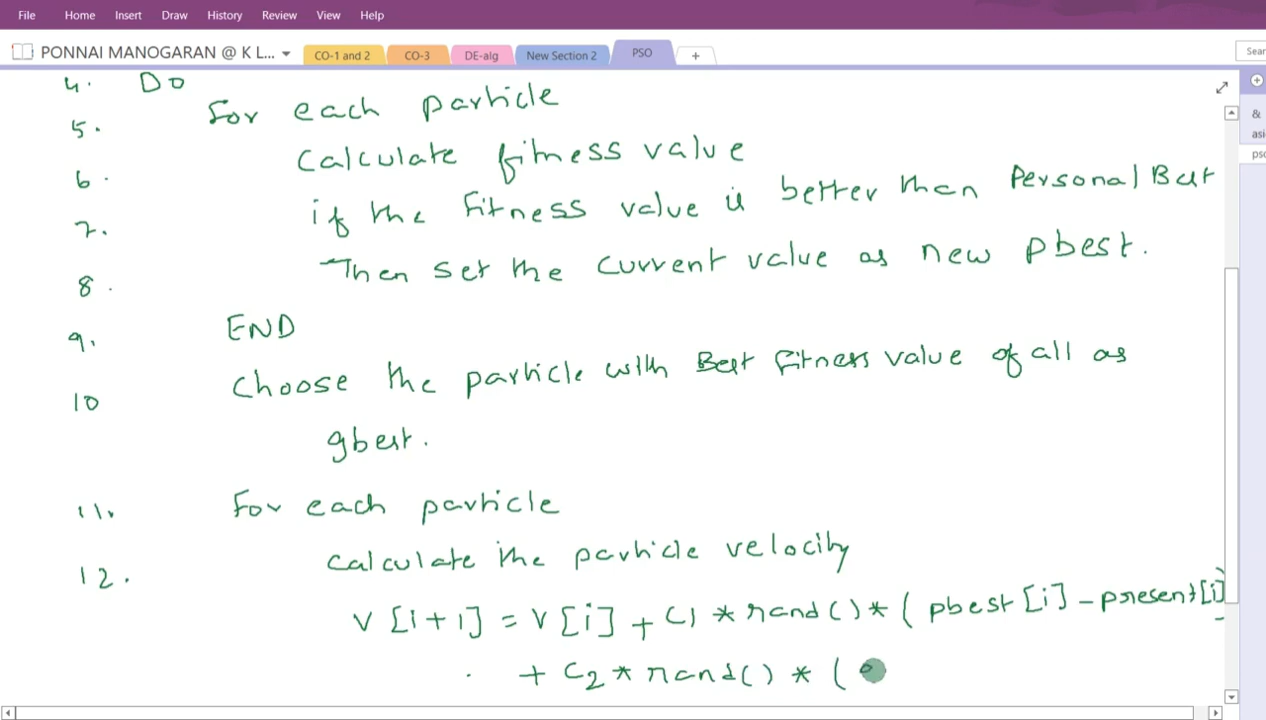 File Home Insert Draw History Review View Help
PONNAI MANOGARAN @ K L... CO-1 and 2 CO-3 DE-alg New Section 2 PSO + Sear
4. Do
5. For each particle
6. Calculate fitness value
7. if the fitness value is better than Personal Best
8. Then set the current value as new pbest.
9. END
10 Choose the particle with Best Fitness value of all as
gbest.
11. For each particle
12. Calculate the particle velocity
V [i+1] = V [i] + C1 * rand () * ( pbest [i] - present [i]
+ C2 * rand () * (
&
asi
pso